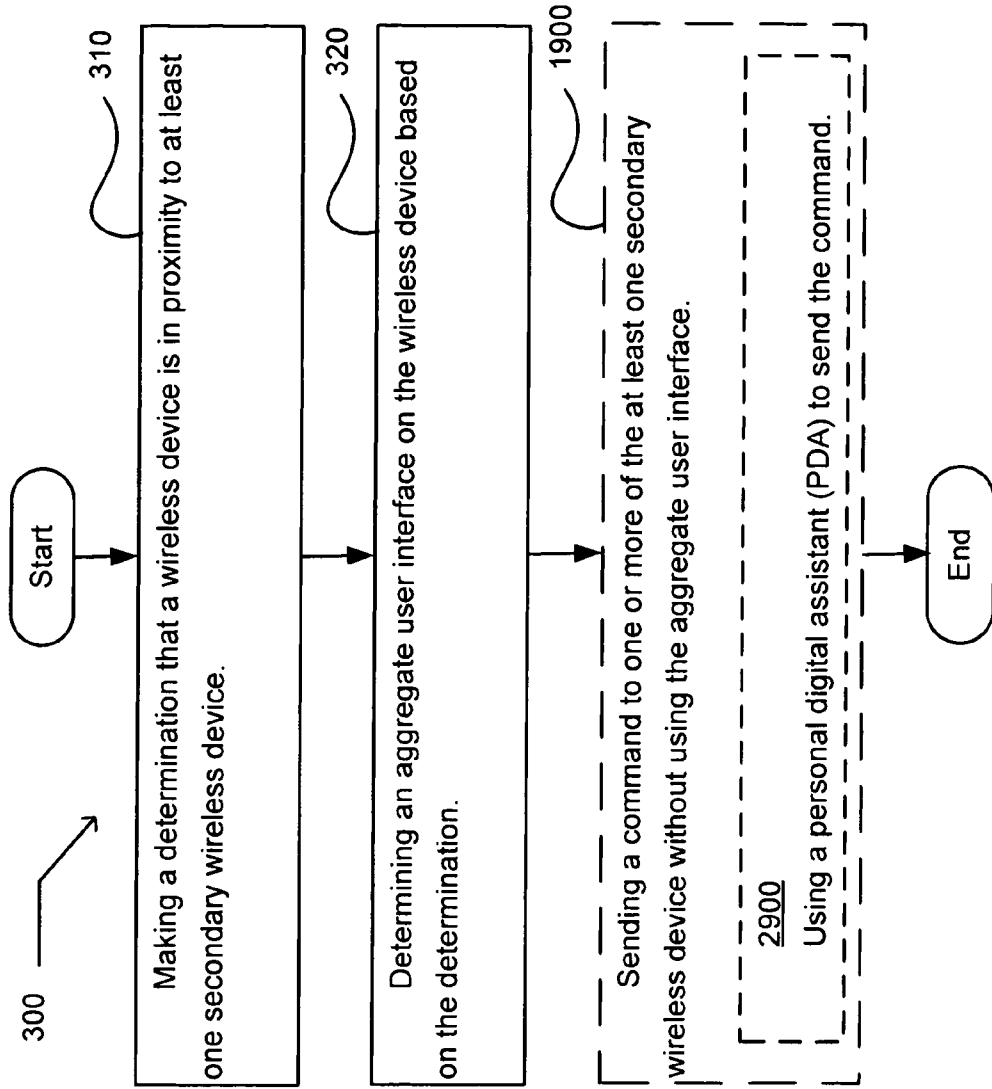 300
Start
310
Making a determination that a wireless device is in proximity to at least
one secondary wireless device.
320
Determining an aggregate user interface on the wireless device based
on the determination.
1900
Sending a command to one or more of the at least one secondary
wireless device without using the aggregate user interface.
2900
Using a personal digital assistant (PDA) to send the command.
End